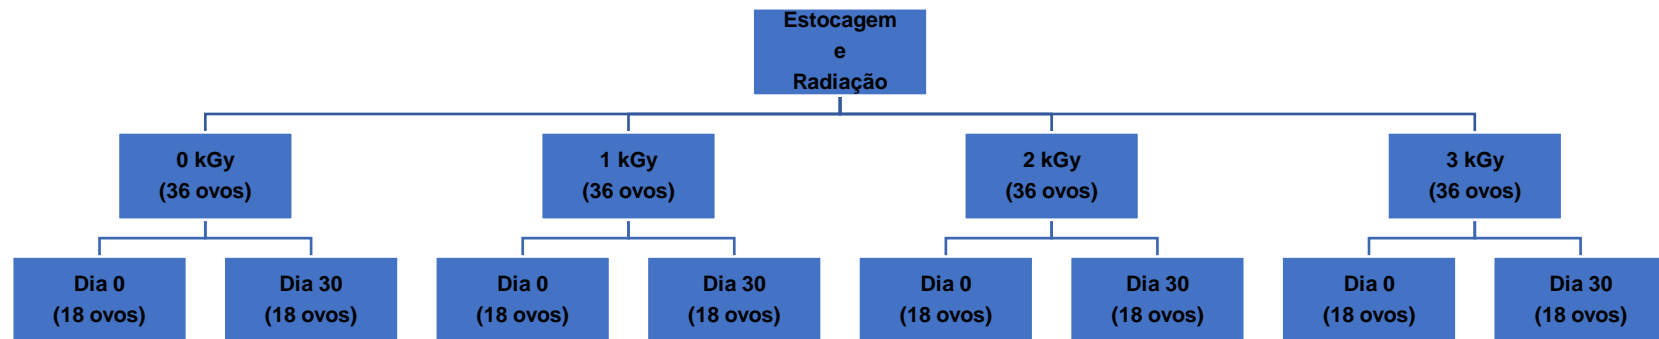 Estocagem
e
Radiação
0 kGy
(36 ovos)
1 kGy
(36 ovos)
2 kGy
(36 ovos)
3 kGy
(36 ovos)
Dia 0
(18 ovos)
Dia 30
(18 ovos)
Dia 0
(18 ovos)
Dia 30
(18 ovos)
Dia 0
(18 ovos)
Dia 30
(18 ovos)
Dia 0
(18 ovos)
Dia 30
(18 ovos)